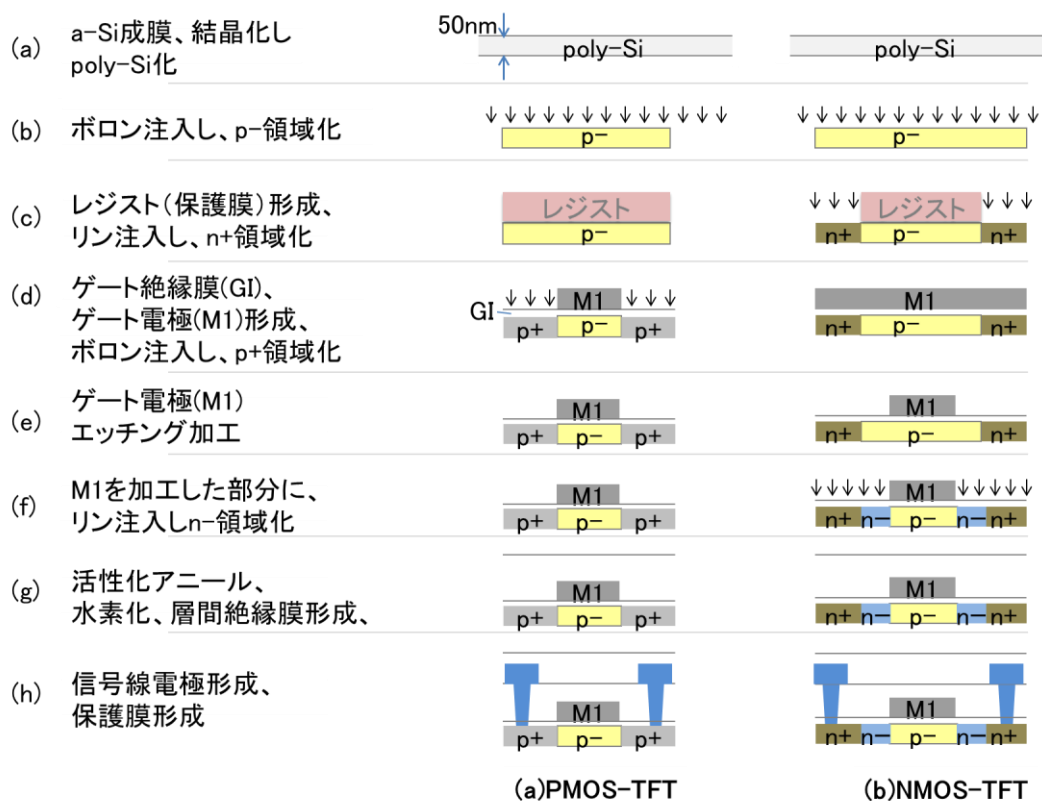 (a) a-Si成膜、結晶化し
poly-Si化
50nm
poly-Si poly-Si
(b) ボロン注入し、p-領域化
p- p-
(c) レジスト(保護膜)形成、
リン注入し、n+領域化
レジスト
p-
レジスト
n+ p- n+
(d) ゲート絶縁膜(GI)、
ゲート電極(M1)形成、
ボロン注入し、p+領域化
M1
GI
p+ p- p+
M1
p-
(e) ゲート電極(M1)
エッチング加工
M1
p+ p- p+
M1
n+ p- n+
(f) M1を加工した部分に、
リン注入しn-領域化
M1
p+ p- p+
M1
n+ n- p- n- n+
(g) 活性化アニール、
水素化、層間絶縁膜形成、
M1
p+ p- p+
M1
n+ n- p- n- n+
(h) 信号線電極形成、
保護膜形成
M1
p+ p- p+
M1
n+ n- p- n- n+
(a)PMOS-TFT (b)NMOS-TFT